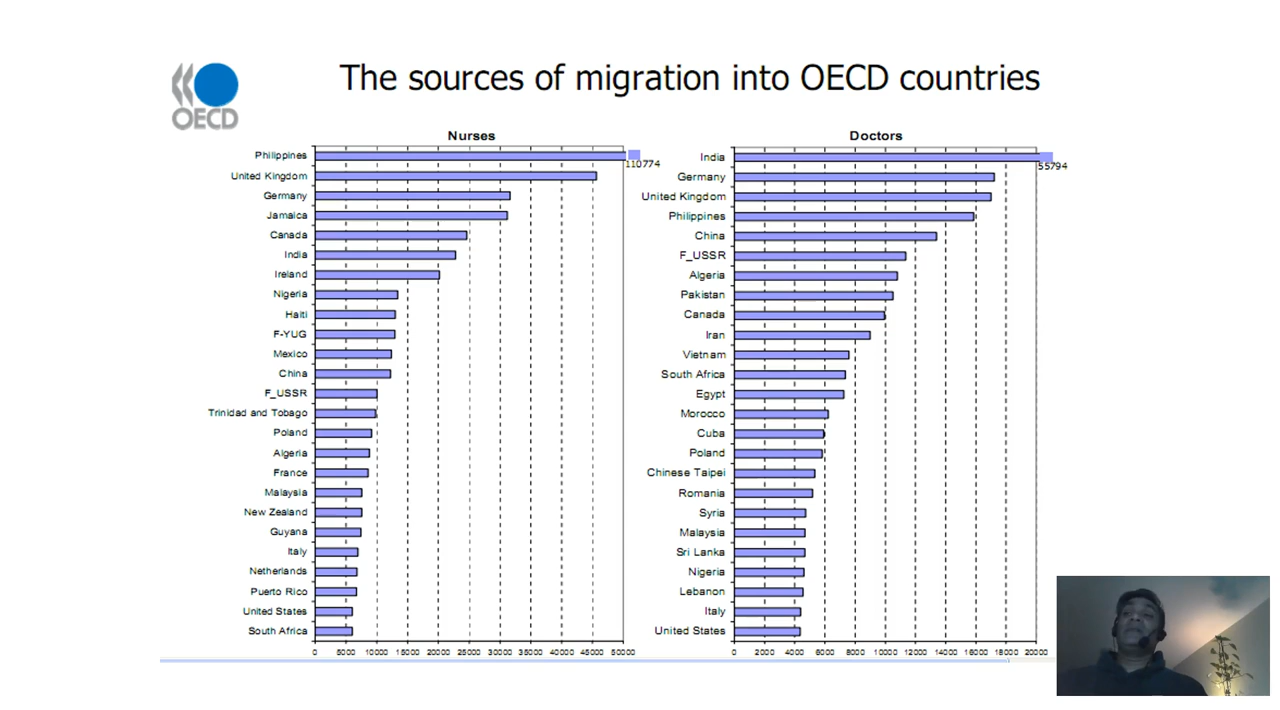 The sources of migration into OECD countries
OECD
Nurses
Philippines
110774
United Kingdom
Germany
Jamaica
Canada
India
Ireland
Nigeria
Haiti
F-YUG
Mexico
China
F_USSR
Trinidad and Tobago
Poland
Algeria
France
Malaysia
New Zealand
Guyana
Italy
Netherlands
Puerto Rico
United States
South Africa
0 5000 10000 15000 20000 25000 30000 35000 40000 45000 50000
Doctors
India
55794
Germany
United Kingdom
Philippines
China
F_USSR
Algeria
Pakistan
Canada
Iran
Vietnam
South Africa
Egypt
Morocco
Cuba
Poland
Chinese Taipei
Romania
Syria
Malaysia
Sri Lanka
Nigeria
Lebanon
Italy
United States
0 2000 4000 6000 8000 10000 12000 14000 16000 18000 20000